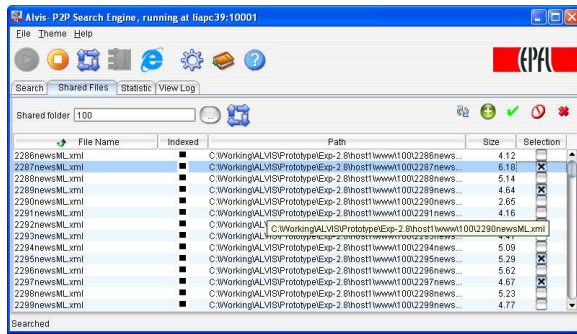 Alvis- P2P Search Engine, running at liapc39:10001
File Theme Help
EPFL
Search Shared Files Statistic View Log
Shared folder 100 ...
File Name Indexed Path Size Selection
2286newsML.xml C:\Working\ALVIS\Prototype\Exp-2.8\host1\www\100\2286news... 4.12
2287newsML.xml C:\Working\ALVIS\Prototype\Exp-2.8\host1\www\100\2287news... 6.18
2288newsML.xml C:\Working\ALVIS\Prototype\Exp-2.8\host1\www\100\2288news... 5.14
2289newsML.xml C:\Working\ALVIS\Prototype\Exp-2.8\host1\www\100\2289news... 4.64
2290newsML.xml C:\Working\ALVIS\Prototype\Exp-2.8\host1\www\100\2290news... 2.65
2291newsML.xml C:\Working\ALVIS\Prototype\Exp-2.8\host1\www\100\2291news... 4.16
2292newsML.xml C:\Working\ALVIS\Prototype\Exp-2.8\host1\www\100\2290newsML.xml
2293newsML.xml
2294newsML.xml C:\Working\ALVIS\Prototype\Exp-2.8\host1\www\100\2294news... 5.09
2295newsML.xml C:\Working\ALVIS\Prototype\Exp-2.8\host1\www\100\2295news... 5.29
2296newsML.xml C:\Working\ALVIS\Prototype\Exp-2.8\host1\www\100\2296news... 5.62
2297newsML.xml C:\Working\ALVIS\Prototype\Exp-2.8\host1\www\100\2297news... 4.67
2298newsML.xml C:\Working\ALVIS\Prototype\Exp-2.8\host1\www\100\2298news... 5.23
2299newsML.xml C:\Working\ALVIS\Prototype\Exp-2.8\host1\www\100\2299news... 4.77
Searched